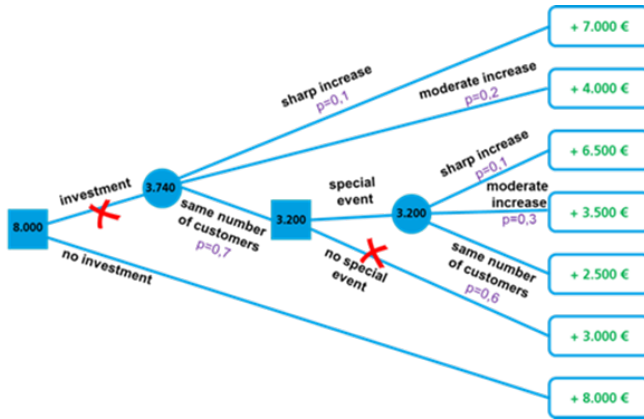 + 7.000 €
sharp increase
p=0,1
moderate increase
p=0,2
+ 4.000 €
sharp increase
p=0,1
+ 6.500 €
investment
3.740
special
event
moderate
increase
p=0,3
+ 3.500 €
8.000
same number
of customers
p=0,7
3.200
3.200
no investment
no special
event
same number
of customers
p=0,6
+ 2.500 €
+ 3.000 €
+ 8.000 €